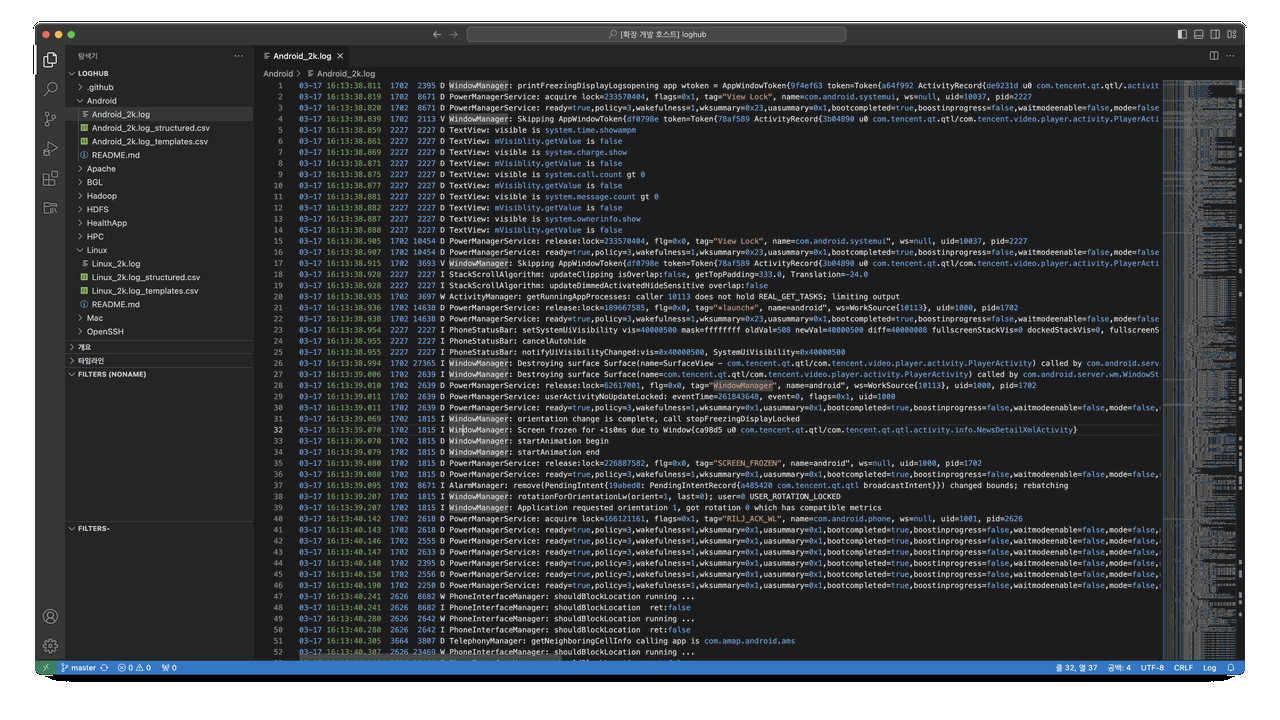 [확장 개발 호스트] loghub
탐색기
LOGHUB
.github
Android
Android_2k.log
Android_2k.log_structured.csv
Android_2k.log_templates.csv
README.md
Apache
BGL
Hadoop
HDFS
HealthApp
HPC
Linux
Linux_2k.log
Linux_2k.log_structured.csv
Linux_2k.log_templates.csv
README.md
Mac
OpenSSH
개요
타임라인
FILTERS (NONAME)
FILTERS-
Android_2k.log
Android > Android_2k.log
1 03-17 16:13:38.811 1702 2395 D WindowManager: printFreezingDisplayLogsopening app wtoken = AppWindowToken{9f4ef63 token=Token{a64f992 ActivityRecord{de9231d u0 com.tencent.qt.qtl/.activit
2 03-17 16:13:38.819 1702 8671 D PowerManagerService: acquire lock=233570404, flags=0x1, tag="View Lock", name=com.android.systemui, ws=null, uid=10037, pid=2227
3 03-17 16:13:38.820 1702 8671 D PowerManagerService: ready=true,policy=3,wakefulness=1,wksummary=0x23,uasummary=0x1,bootcompleted=true,boostinprogress=false,waitmodeenable=false,mode=false,
4 03-17 16:13:38.839 1702 2113 V WindowManager: Skipping AppWindowToken{df0798e token=Token{78af589 ActivityRecord{3b04890 u0 com.tencent.qt.qtl/com.tencent.video.player.activity.PlayerActi
5 03-17 16:13:38.859 2227 2227 D TextView: visible is system.time.showampm
6 03-17 16:13:38.861 2227 2227 D TextView: mVisiblity.getValue is false
7 03-17 16:13:38.869 2227 2227 D TextView: visible is system.charge.show
8 03-17 16:13:38.871 2227 2227 D TextView: mVisiblity.getValue is false
9 03-17 16:13:38.875 2227 2227 D TextView: visible is system.call.count gt 0
10 03-17 16:13:38.877 2227 2227 D TextView: mVisiblity.getValue is false
11 03-17 16:13:38.881 2227 2227 D TextView: visible is system.message.count gt 0
12 03-17 16:13:38.882 2227 2227 D TextView: mVisiblity.getValue is false
13 03-17 16:13:38.887 2227 2227 D TextView: visible is system.ownerinfo.show
14 03-17 16:13:38.888 2227 2227 D TextView: mVisiblity.getValue is false
15 03-17 16:13:38.905 1702 10454 D PowerManagerService: release:lock=233570404, flg=0x0, tag="View Lock", name=com.android.systemui", ws=null, uid=10037, pid=2227
16 03-17 16:13:38.907 1702 10454 D PowerManagerService: ready=true,policy=3,wakefulness=1,wksummary=0x23,uasummary=0x1,bootcompleted=true,boostinprogress=false,waitmodeenable=false,mode=fals
17 03-17 16:13:38.915 1702 3693 V WindowManager: Skipping AppWindowToken{df0798e token=Token{78af589 ActivityRecord{3b04890 u0 com.tencent.qt.qtl/com.tencent.video.player.activity.PlayerActi
18 03-17 16:13:38.928 2227 2227 I StackScrollAlgorithm: updateClipping isOverlap:false, getTopPadding=333.0, Translation=-24.0
19 03-17 16:13:38.928 2227 2227 I StackScrollAlgorithm: updateDimmedActivatedHideSensitive overlap:false
20 03-17 16:13:38.935 1702 3697 W ActivityManager: getRunningAppProcesses: caller 10113 does not hold REAL_GET_TASKS; limiting output
21 03-17 16:13:38.936 1702 14638 D PowerManagerService: release:lock=189667585, flg=0x0, tag="*launch*", name=android", ws=WorkSource{10113}, uid=1000, pid=1702
22 03-17 16:13:38.938 1702 14638 D PowerManagerService: ready=true,policy=3,wakefulness=1,wksummary=0x23,uasummary=0x1,bootcompleted=true,boostinprogress=false,waitmodeenable=false,mode=fals
23 03-17 16:13:38.954 2227 2227 I PhoneStatusBar: setSystemUiVisibility vis=40000500 mask=ffffffff oldVal=508 newVal=40000500 diff=40000008 fullscreenStackVis=0 dockedStackVis=0, fullscreenS
24 03-17 16:13:38.955 2227 2227 I PhoneStatusBar: cancelAutohide
25 03-17 16:13:38.955 2227 2227 I PhoneStatusBar: notifyUiVisibilityChanged:vis=0x40000500, SystemUiVisibility=0x40000500
26 03-17 16:13:38.994 1702 27365 I WindowManager: Destroying surface Surface(name=SurfaceView - com.tencent.qt.qtl/com.tencent.video.player.activity.PlayerActivity) called by com.android.serve
27 03-17 16:13:39.006 1702 2639 I WindowManager: Destroying surface Surface(name=com.tencent.qt.qtl/com.tencent.video.player.activity.PlayerActivity) called by com.android.server.wm.WindowSt
28 03-17 16:13:39.010 1702 2639 D PowerManagerService: release:lock=62617001, flg=0x0, tag="WindowManager", name=android", ws=WorkSource{10113}, uid=1000, pid=1702
29 03-17 16:13:39.011 1702 2639 D PowerManagerService: userActivityNoUpdateLocked: eventTime=261843648, event=0, flags=0x1, uid=1000
30 03-17 16:13:39.011 1702 2639 D PowerManagerService: ready=true,policy=3,wakefulness=1,wksummary=0x1,uasummary=0x1,bootcompleted=true,boostinprogress=false,waitmodeenable=false,mode=false,
31 03-17 16:13:39.069 1702 1815 I WindowManager: orientation change is complete, call stopFreezingDisplayLocked
32 03-17 16:13:39.070 1702 1815 I WindowManager: Screen frozen for +1s0ms due to Window{ca98d5 u0 com.tencent.qt.qtl/com.tencent.qt.qtl.activity.info.NewsDetailXmlActivity}
33 03-17 16:13:39.070 1702 1815 D WindowManager: startAnimation begin
34 03-17 16:13:39.079 1702 1815 D WindowManager: startAnimation end
35 03-17 16:13:39.080 1702 1815 D PowerManagerService: release:lock=226887582, flg=0x0, tag="SCREEN_FROZEN", name=android", ws=null, uid=1000, pid=1702
36 03-17 16:13:39.080 1702 1815 D PowerManagerService: ready=true,policy=3,wakefulness=1,wksummary=0x1,uasummary=0x1,bootcompleted=true,boostinprogress=false,waitmodeenable=false,mode=false,
37 03-17 16:13:39.095 1702 8671 I AlarmManager: remove(PendingIntent{19abed0: PendingIntentRecord{a485420 com.tencent.qt.qtl broadcastIntent}}) changed bounds; rebatching
38 03-17 16:13:39.207 1702 1815 I WindowManager: rotationForOrientationLw(orient=1, last=0); user=0 USER_ROTATION_LOCKED
39 03-17 16:13:39.207 1702 1815 I WindowManager: Application requested orientation 1, got rotation 0 which has compatible metrics
40 03-17 16:13:40.142 1702 2618 D PowerManagerService: acquire lock=166121161, flags=0x1, tag="RILJ_ACK_WL", name=com.android.phone, ws=null, uid=1001, pid=2626
41 03-17 16:13:40.143 1702 2618 D PowerManagerService: ready=true,policy=3,wakefulness=1,wksummary=0x1,uasummary=0x1,bootcompleted=true,boostinprogress=false,waitmodeenable=false,mode=false,
42 03-17 16:13:40.146 1702 2555 D PowerManagerService: ready=true,policy=3,wakefulness=1,wksummary=0x1,uasummary=0x1,bootcompleted=true,boostinprogress=false,waitmodeenable=false,mode=false,
43 03-17 16:13:40.147 1702 2633 D PowerManagerService: ready=true,policy=3,wakefulness=1,wksummary=0x1,uasummary=0x1,bootcompleted=true,boostinprogress=false,waitmodeenable=false,mode=false,
44 03-17 16:13:40.148 1702 2395 D PowerManagerService: ready=true,policy=3,wakefulness=1,wksummary=0x1,uasummary=0x1,bootcompleted=true,boostinprogress=false,waitmodeenable=false,mode=false,
45 03-17 16:13:40.150 1702 2556 D PowerManagerService: ready=true,policy=3,wakefulness=1,wksummary=0x1,uasummary=0x1,bootcompleted=true,boostinprogress=false,waitmodeenable=false,mode=false,
46 03-17 16:13:40.190 1702 2250 D PowerManagerService: ready=true,policy=3,wakefulness=1,wksummary=0x1,uasummary=0x1,bootcompleted=true,boostinprogress=false,waitmodeenable=false,mode=false,
47 03-17 16:13:40.241 2626 8682 W PhoneInterfaceManager: shouldBlockLocation running ...
48 03-17 16:13:40.241 2626 8682 I PhoneInterfaceManager: shouldBlockLocation ret:false
49 03-17 16:13:40.280 2626 2642 W PhoneInterfaceManager: shouldBlockLocation running ...
50 03-17 16:13:40.280 2626 2642 I PhoneInterfaceManager: shouldBlockLocation ret:false
51 03-17 16:13:40.305 3664 3807 D TelephonyManager: getNeighboringCellInfo calling app is com.amap.android.ams
52 03-17 16:13:40.307 2626 23469 W PhoneInterfaceManager: shouldBlockLocation running ...
master 0 0 0
줄 32, 열 37 공백: 4 UTF-8 CRLF Log